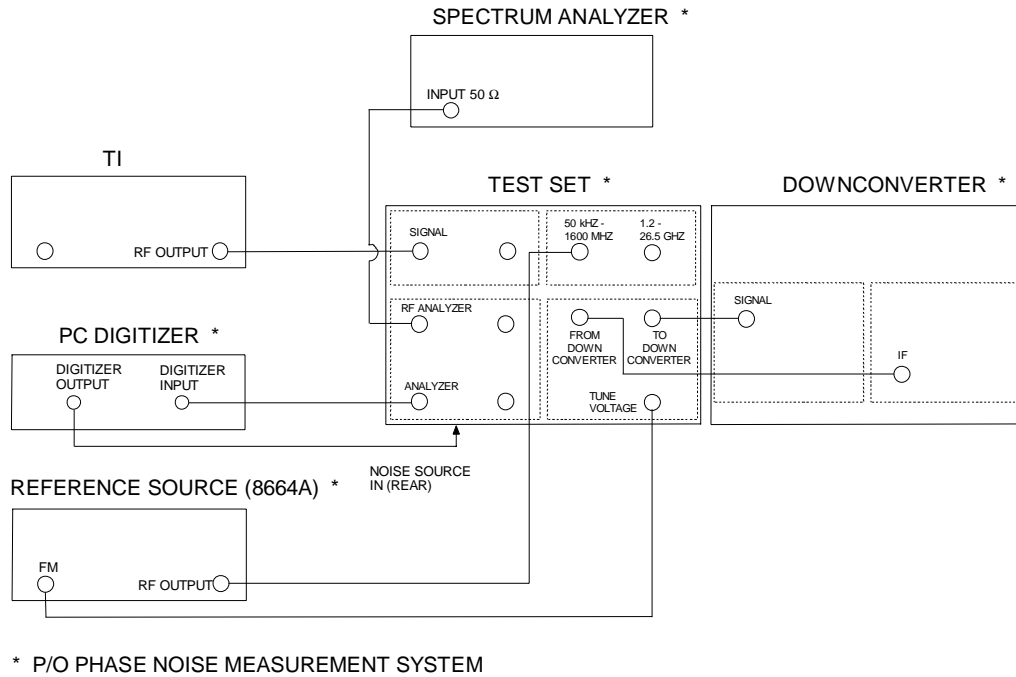 SPECTRUM ANALYZER *
INPUT 50 Ω
TI
RF OUTPUT
TEST SET *
SIGNAL
50 kHZ -
1600 MHZ
1.2 -
26.5 GHZ
RF ANALYZER
FROM
DOWN
CONVERTER
TO
DOWN
CONVERTER
ANALYZER
TUNE
VOLTAGE
DOWNCONVERTER *
SIGNAL
IF
PC DIGITIZER *
DIGITIZER
OUTPUT
DIGITIZER
INPUT
NOISE SOURCE
IN (REAR)
REFERENCE SOURCE (8664A) *
FM
RF OUTPUT
* P/O PHASE NOISE MEASUREMENT SYSTEM